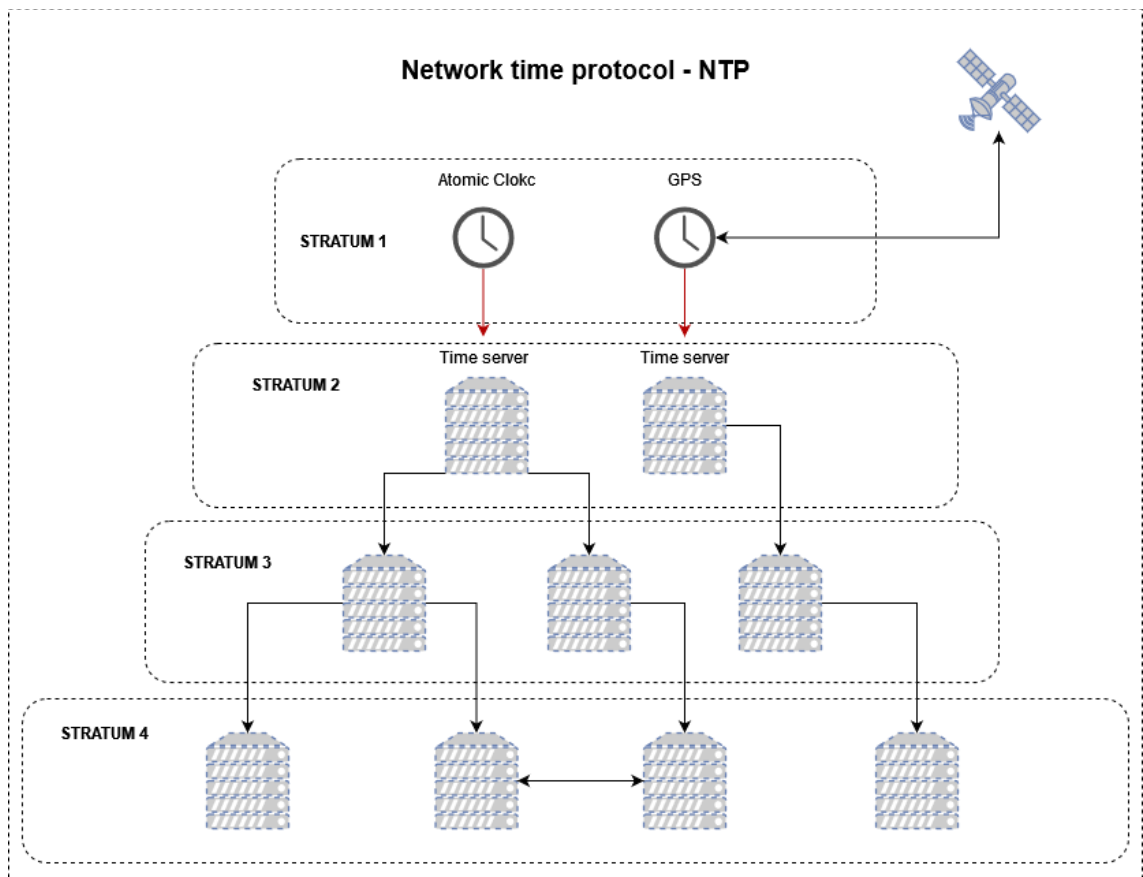 Network time protocol - NTP
Atomic Clokc
GPS
STRATUM 1
Time server
Time server
STRATUM 2
STRATUM 3
STRATUM 4